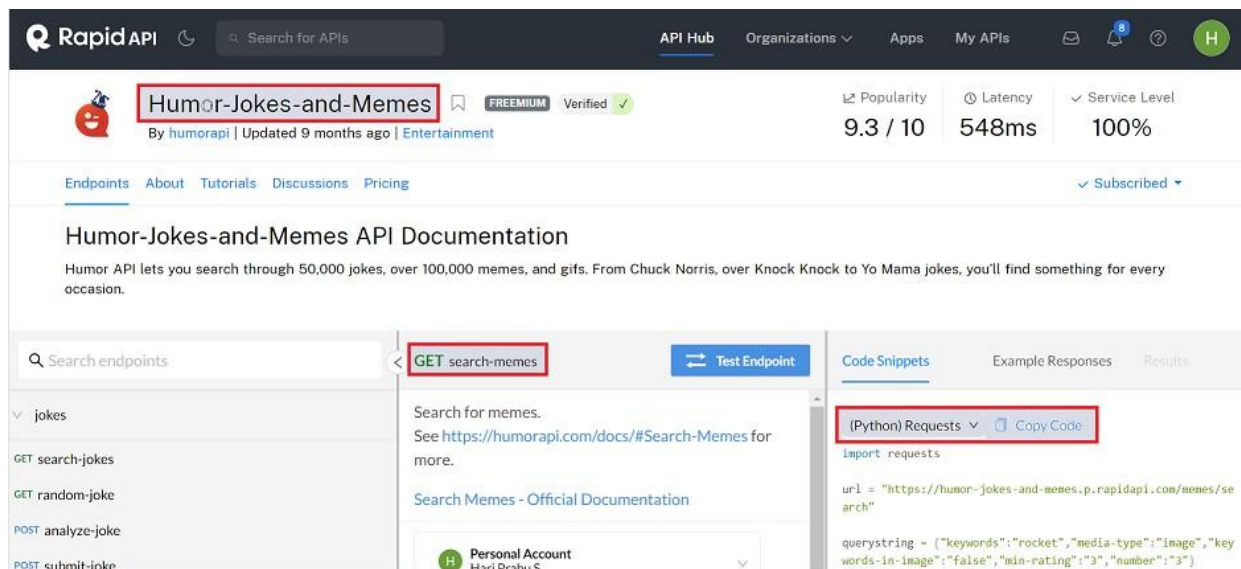 Rapid API
Search for APIs
API Hub
Organizations
Apps
My APIs
8
H
Humor-Jokes-and-Memes
FREEMIUM
Verified
By humorapi | Updated 9 months ago | Entertainment
Popularity
9.3 / 10
Latency
548ms
Service Level
100%
Endpoints About Tutorials Discussions Pricing
Subscribed
Humor-Jokes-and-Memes API Documentation
Humor API lets you search through 50,000 jokes, over 100,000 memes, and gifs. From Chuck Norris, over Knock Knock to Yo Mama jokes, you'll find something for every
occasion.
Search endpoints
jokes
GET search-jokes
GET random-joke
POST analyze-joke
POST submit-joke
GET search-memes
Test Endpoint
Search for memes.
See https://humorapi.com/docs/#Search-Memes for
more.
Search Memes - Official Documentation
H
Personal Account
Hari Prabu S
Code Snippets
Example Responses
Results
(Python) Requests
Copy Code
import requests
url = "https://humor-jokes-and-memes.p.rapidapi.com/memes/se
arch"
querystring = {"keywords":"rocket","media-type":"image","key
words-in-image":"false","min-rating":"3","number":"3"}